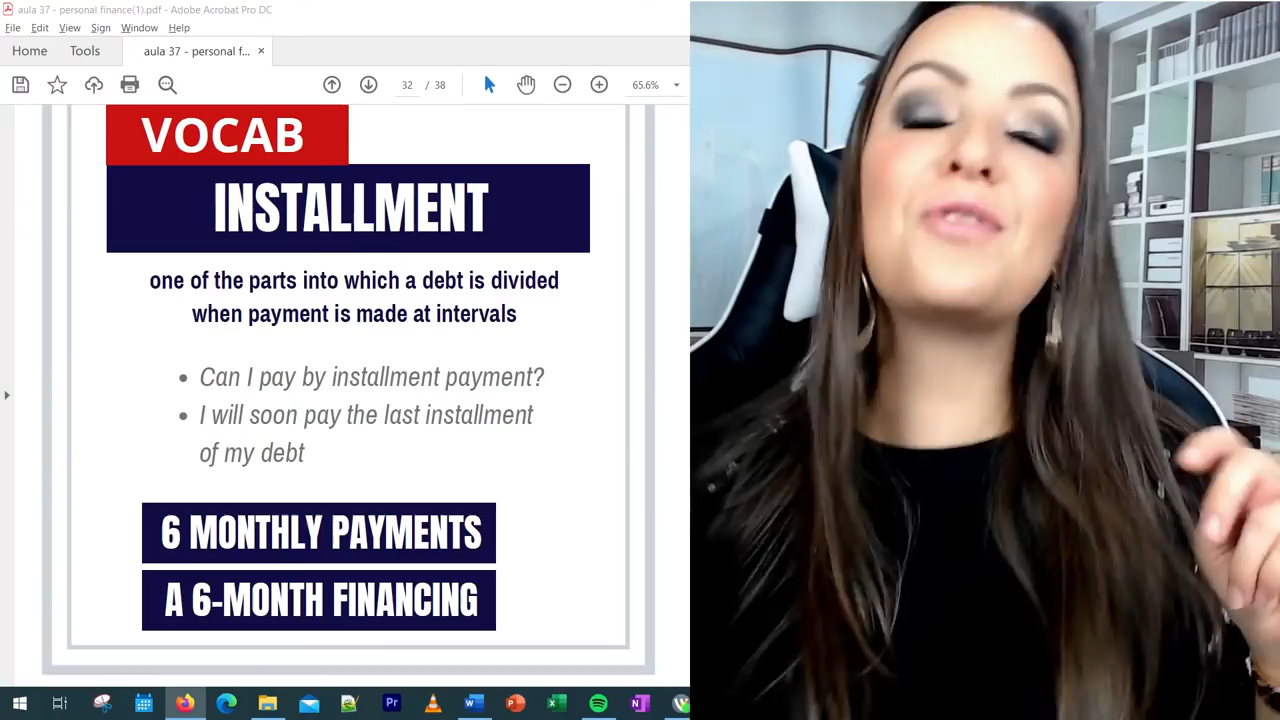 aula 37 - personal finance(1).pdf - Adobe Acrobat Pro DC
File Edit View Sign Window Help
Home Tools aula 37 - personal f... ×
32 / 38 65.6%
VOCAB
INSTALLMENT
one of the parts into which a debt is divided
when payment is made at intervals
• Can I pay by installment payment?
• I will soon pay the last installment
of my debt
6 MONTHLY PAYMENTS
A 6-MONTH FINANCING
Pr W P X N